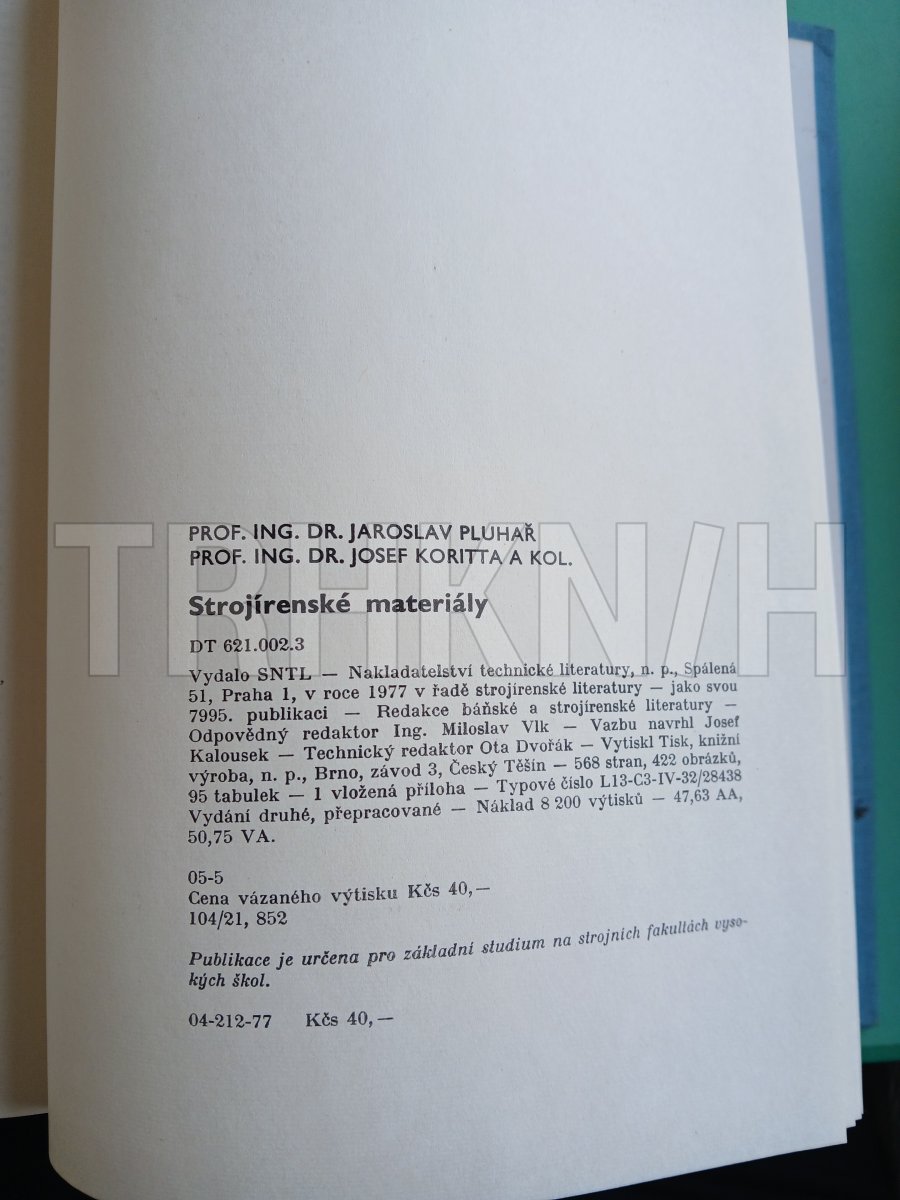 PROF. ING. DR. JAROSLAV PLUHAŘ
PROF. ING. DR. JOSEF KORITTA A KOL.
Strojírenské materiály
DT 621.002.3
Vydalo SNTL — Nakladatelství technické literatury, n. p., Spálená
51, Praha 1, v roce 1977 v řadě strojírenské literatury — jako svou
7995. publikaci — Redakce báňské a strojírenské literatury —
Odpovědný redaktor Ing. Miloslav Vlk — Vazbu navrhl Josef
Kalousek — Technický redaktor Ota Dvořák — Vytiskl Tisk, knižní
výroba, n. p., Brno, závod 3, Český Těšín — 568 stran, 422 obrázků,
95 tabulek — 1 vložená příloha — Typové číslo L13-C3-IV-32/28438
Vydání druhé, přepracované — Náklad 8 200 výtisků — 47,63 AA,
50,75 VA.
05-5
Cena vázaného výtisku Kčs 40,—
104/21, 852
Publikace je určena pro základní studium na strojních fakultách vyso-
kých škol.
04-212-77 Kčs 40,—
TRHKNIH